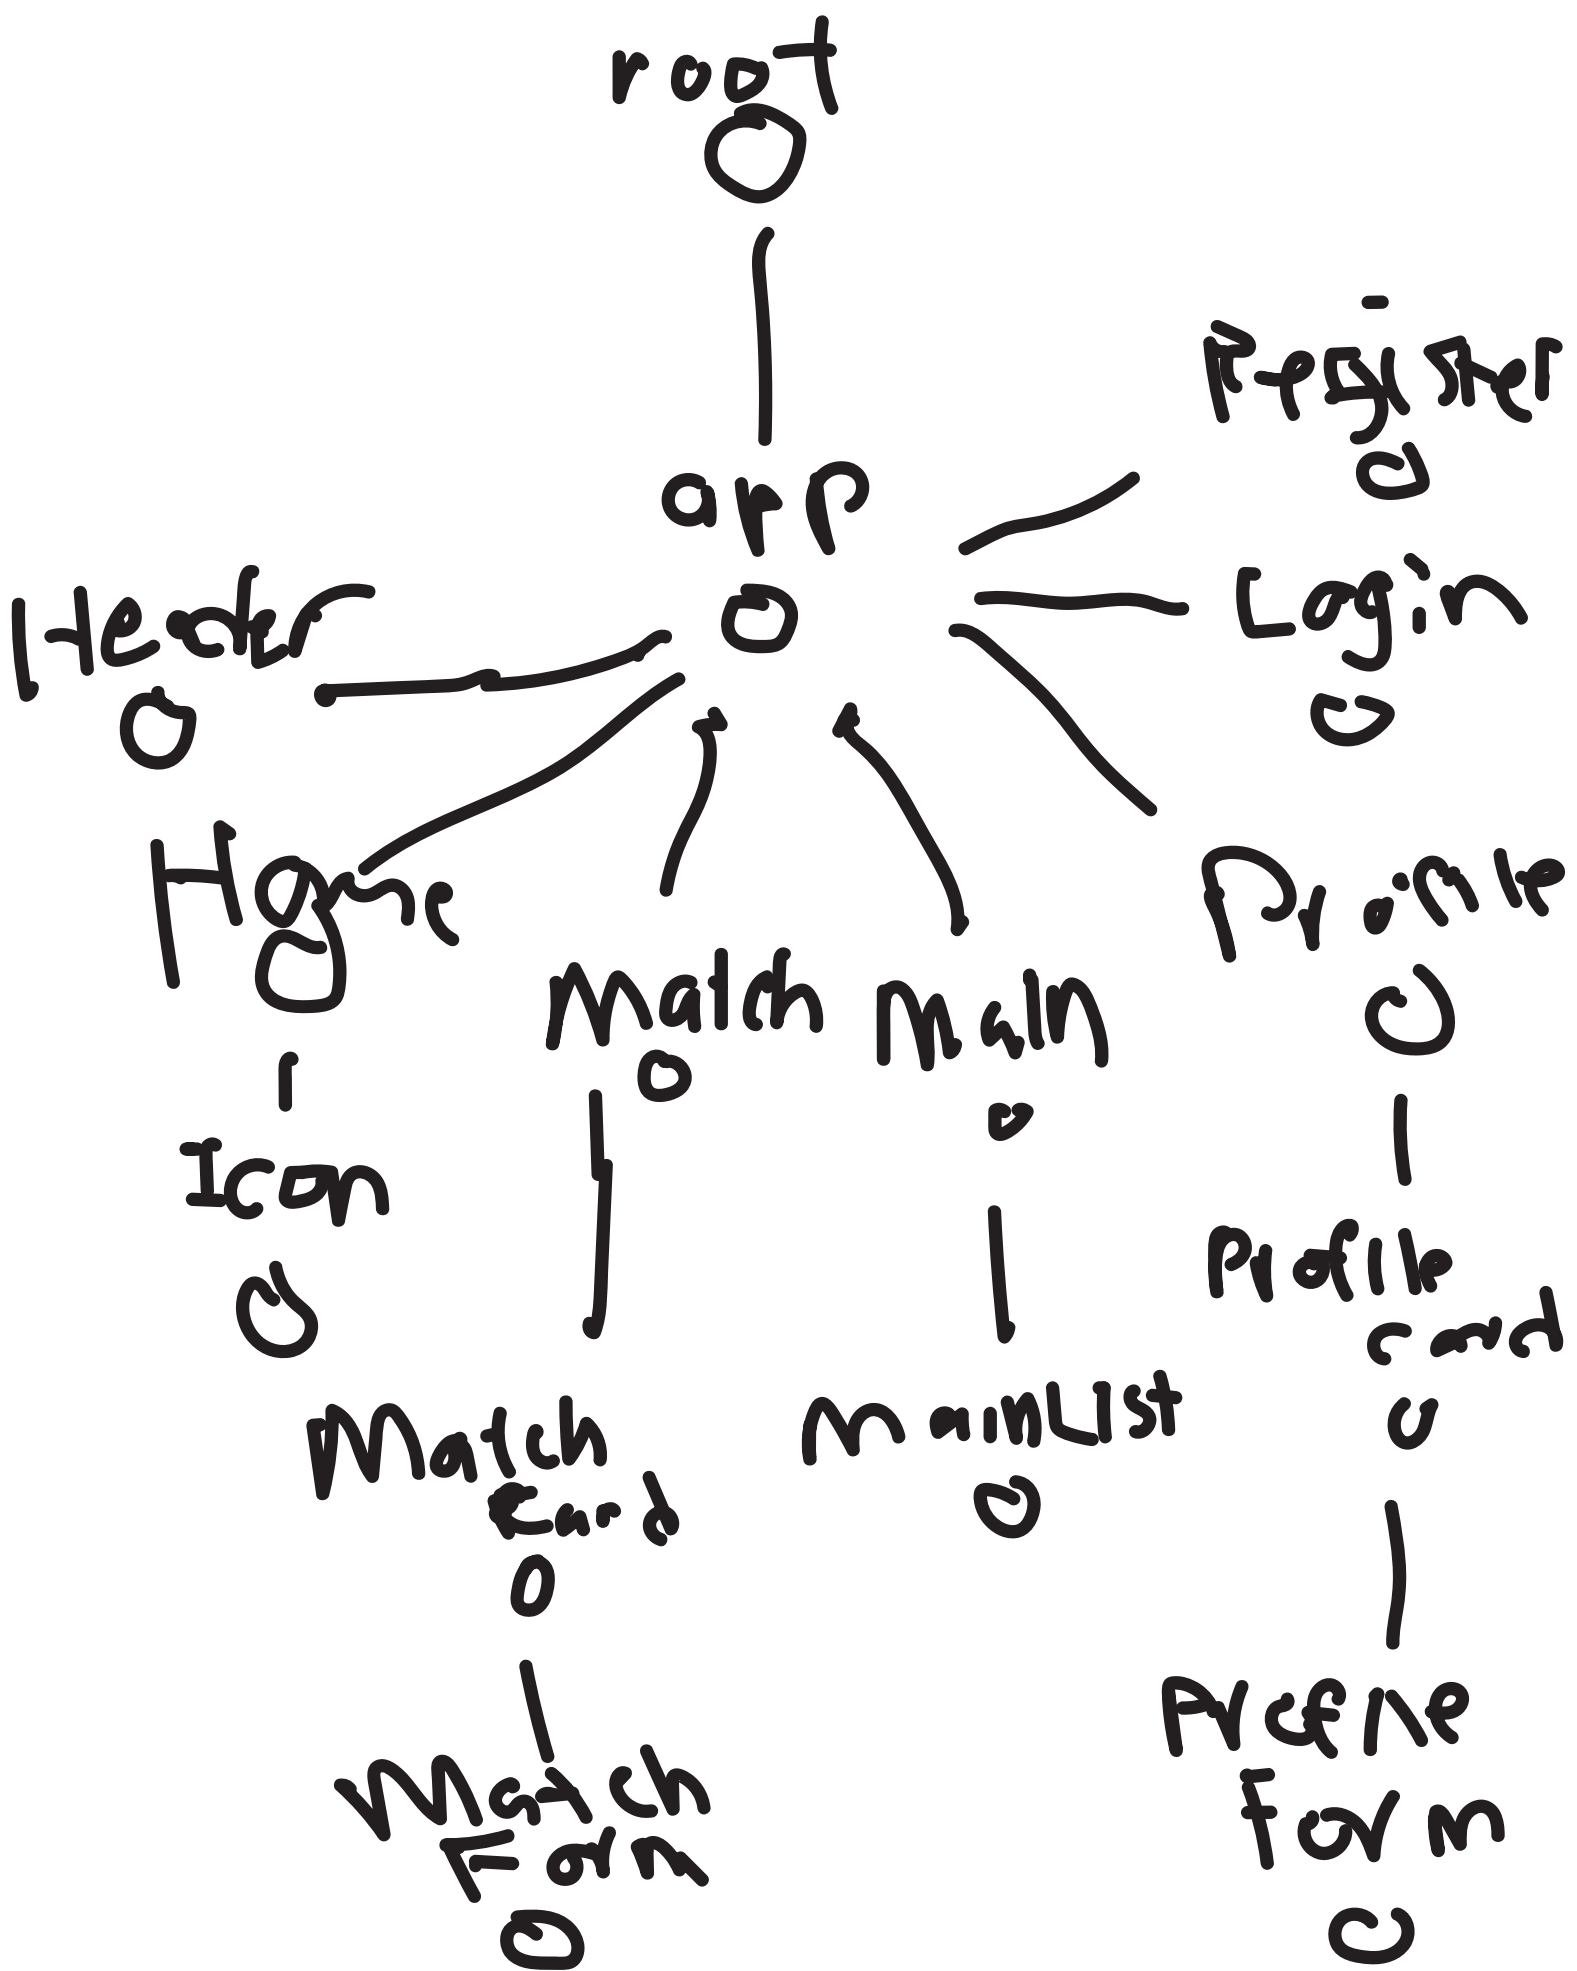 root
Register
app
Login
Header
Home
Profile
Match
Main
Icon
Profile
card
Match
Card
MainList
Profile
Form
Match
Form